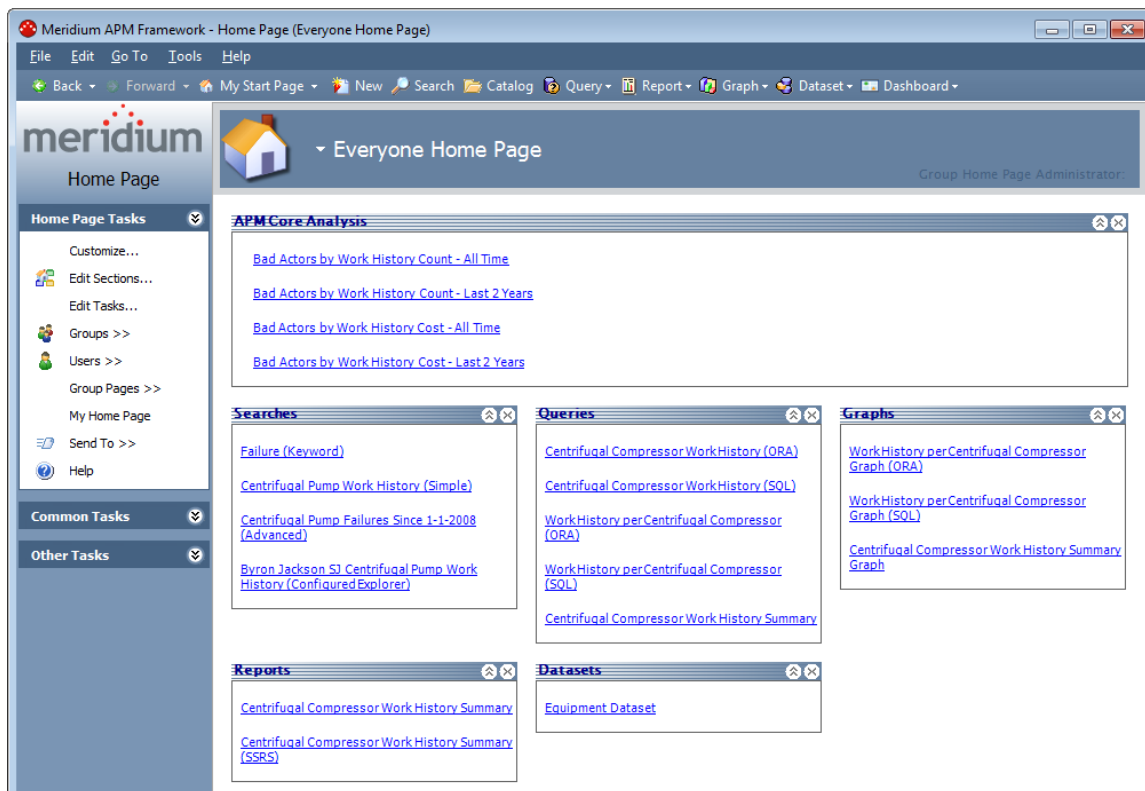 Meridium APM Framework - Home Page (Everyone Home Page)
File Edit Go To Tools Help
Back Forward My Start Page New Search Catalog Query Report Graph Dataset Dashboard
meridium
Home Page
Everyone Home Page
Group Home Page Administrator:
Home Page Tasks
Customize...
Edit Sections...
Edit Tasks...
Groups >>
Users >>
Group Pages >>
My Home Page
Send To >>
Help
Common Tasks
Other Tasks
APM Core Analysis
Bad Actors by Work History Count - All Time
Bad Actors by Work History Count - Last 2 Years
Bad Actors by Work History Cost - All Time
Bad Actors by Work History Cost - Last 2 Years
Searches
Failure (Keyword)
Centrifugal Pump Work History (Simple)
Centrifugal Pump Failures Since 1-1-2008
(Advanced)
Byron Jackson SJ Centrifugal Pump Work
History (Configured Explorer)
Queries
Centrifugal Compressor Work History (ORA)
Centrifugal Compressor Work History (SQL)
Work History per Centrifugal Compressor
(ORA)
Work History per Centrifugal Compressor
(SQL)
Centrifugal Compressor Work History Summary
Graphs
Work History per Centrifugal Compressor
Graph (ORA)
Work History per Centrifugal Compressor
Graph (SQL)
Centrifugal Compressor Work History Summary
Graph
Reports
Centrifugal Compressor Work History Summary
Centrifugal Compressor Work History Summary
(SSRS)
Datasets
Equipment Dataset